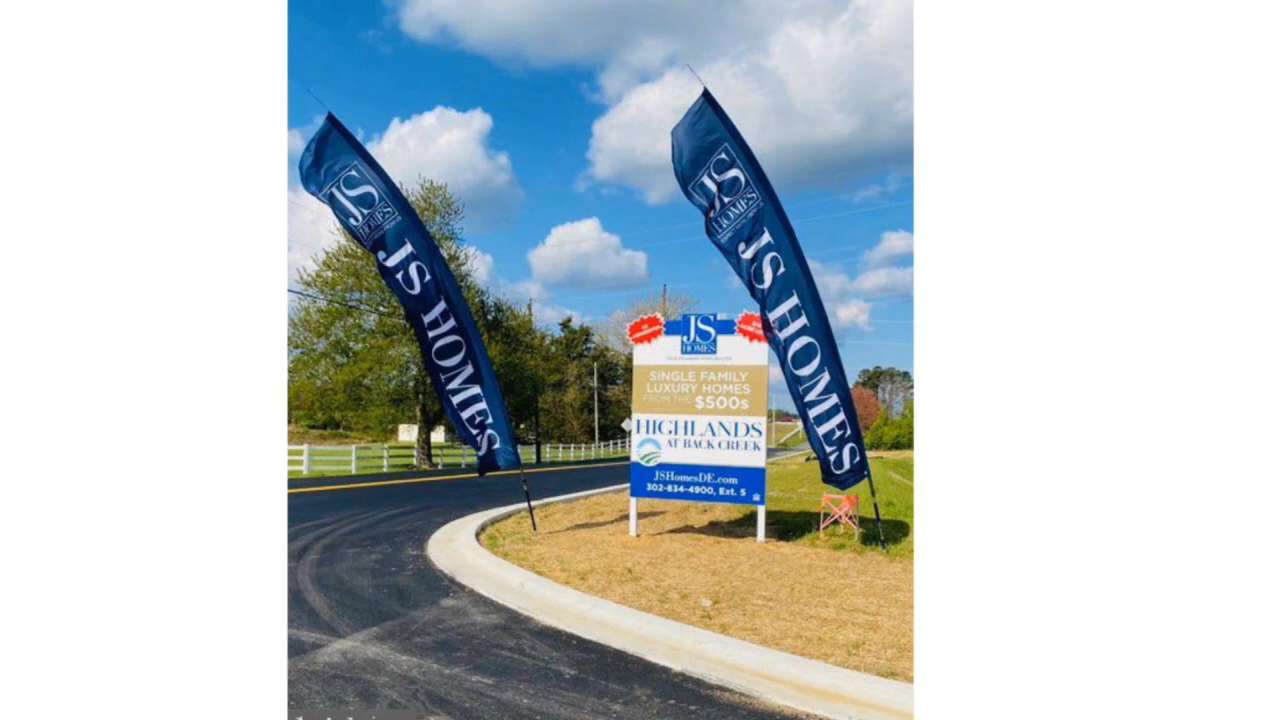 JS
HOMES
JS HOMES
JS
HOMES
JS HOMES
JS
HOMES
SINGLE FAMILY
LUXURY HOMES
FROM THE $500s
HIGHLANDS
AT BACK CREEK
JSHomesDE.com
302-834-4900, Ext. 5